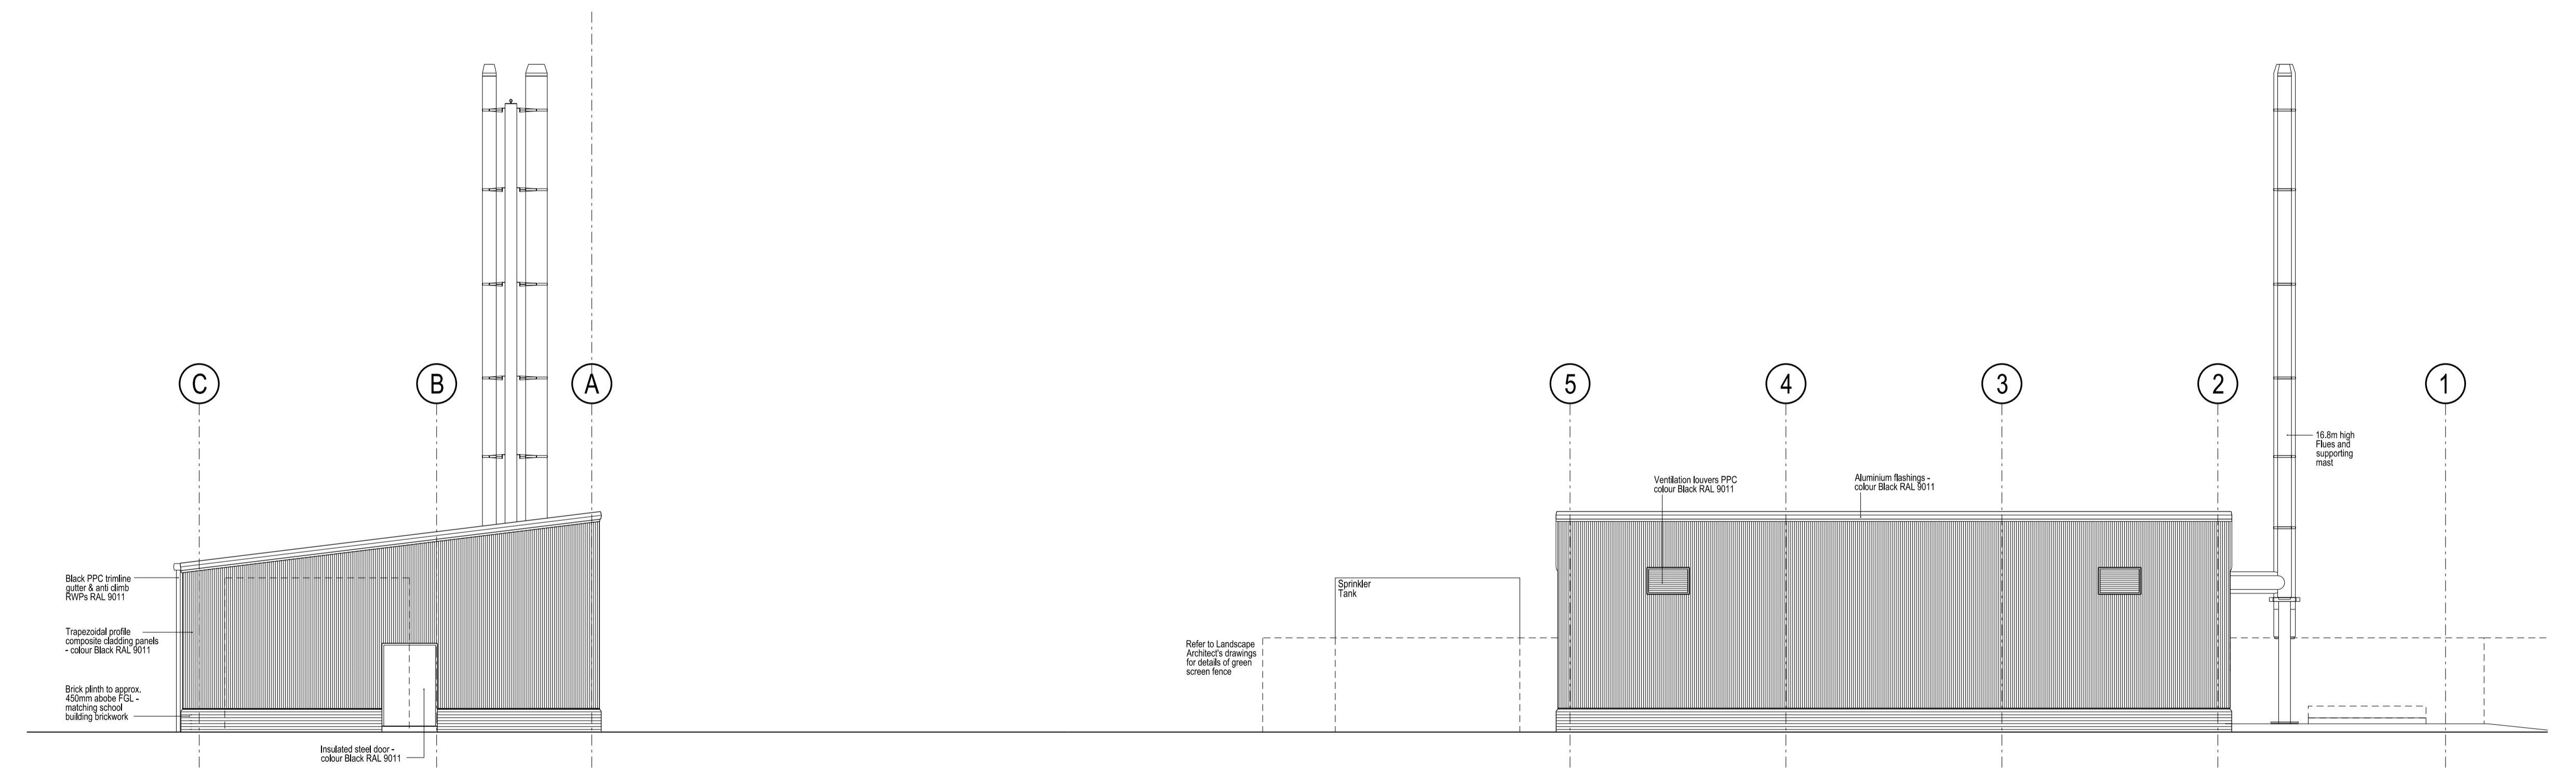 C
B
A
5
4
3
2
1
16.8m high
Flues and
supporting
mast
Ventilation louvers PPC
colour Black RAL 9011
Aluminium flashings -
colour Black RAL 9011
Black PPC trimline
gutter & anti climb
RWPs RAL 9011
Sprinkler
Tank
Trapezoidal profile
composite cladding panels
- colour Black RAL 9011
Refer to Landscape
Architect's drawings
for details of green
screen fence
Brick plinth to approx.
450mm abobe FGL -
matching school
building brickwork
Insulated steel door -
colour Black RAL 9011